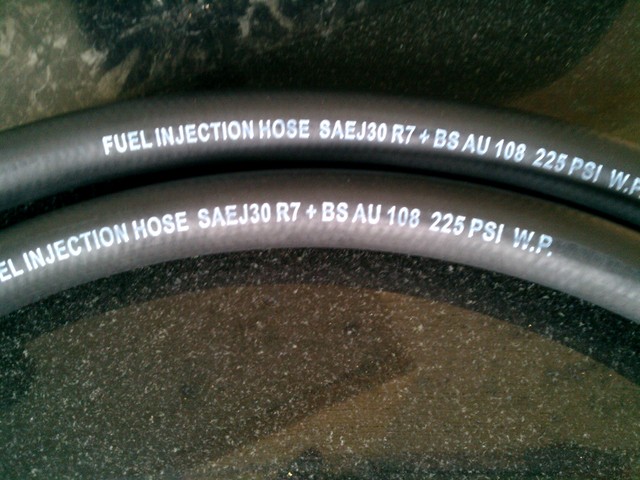 FUEL INJECTION HOSE SAEJ30 R7 + BS AU 108 225 PSI W.P.
EL INJECTION HOSE SAEJ30 R7 + BS AU 108 225 PSI W.P.